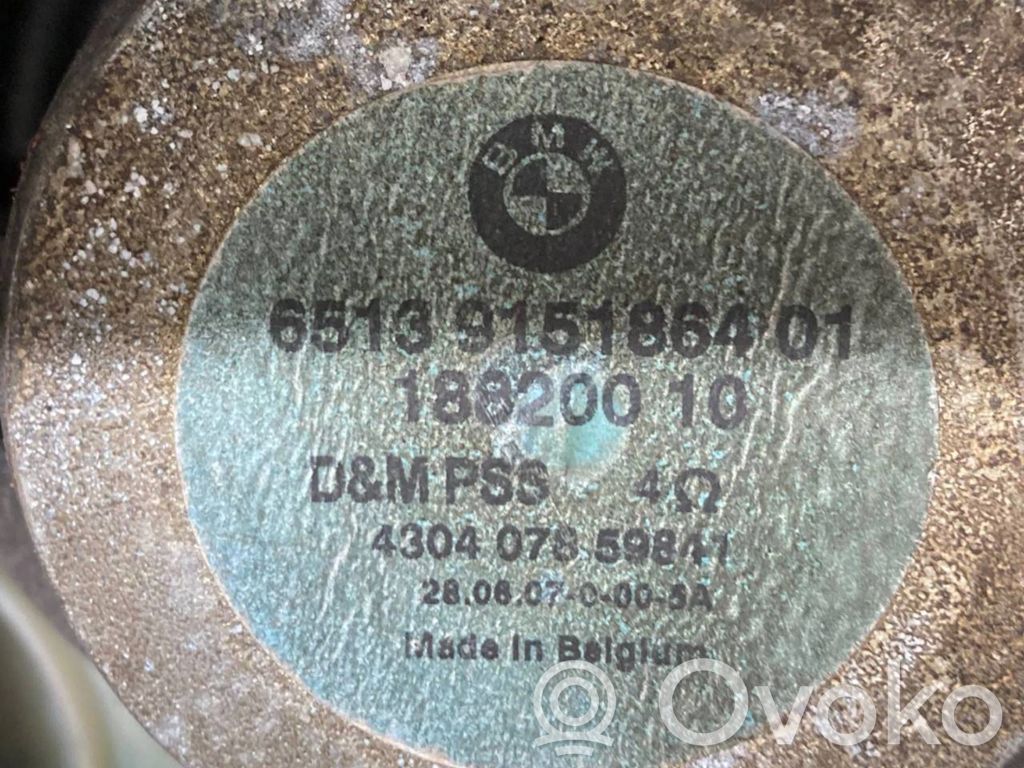 BMW
6513 9151864 01
188200 10
D&M PSS 4Ω
4304 078 59841
28.06.07-0-00-5A
Made in Belgium
Ovoko